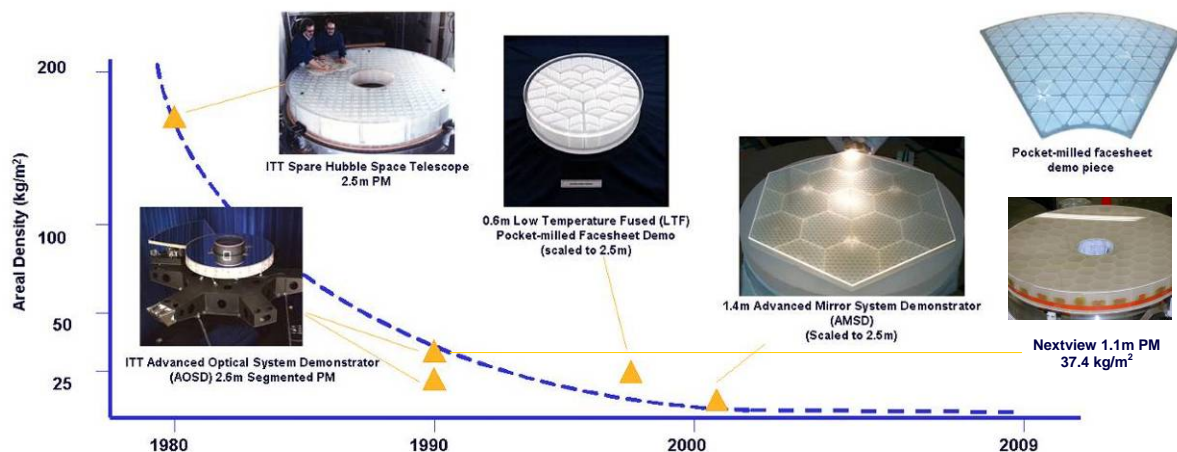 200
100
50
25
Areal Density (kg/m²)
1980
1990
2000
2009
ITT Spare Hubble Space Telescope
2.5m PM
ITT Advanced Optical System Demonstrator
(AOSD) 2.6m Segmented PM
0.6m Low Temperature Fused (LTF)
Pocket-milled Facesheet Demo
(scaled to 2.5m)
1.4m Advanced Mirror System Demonstrator
(AMSD)
(Scaled to 2.5m)
Pocket-milled facesheet
demo piece
Nextview 1.1m PM
37.4 kg/m²